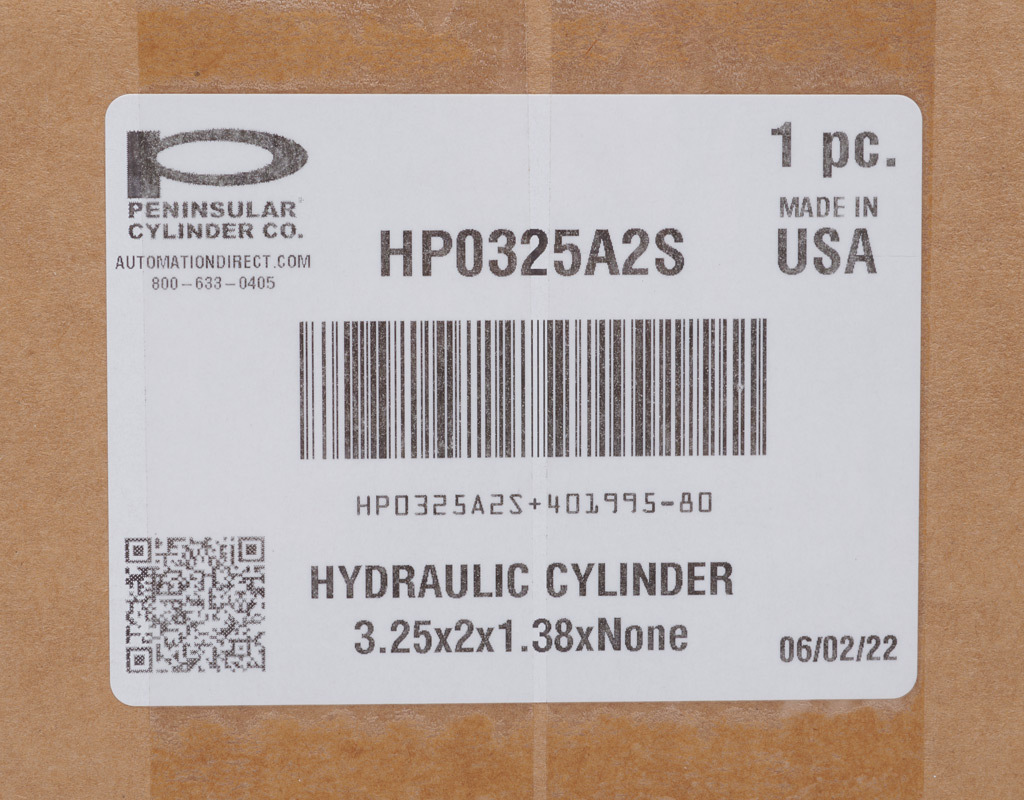 PENINSULAR
CYLINDER CO.
AUTOMATIONDIRECT.COM
800-633-0405
1 pc.
MADE IN
USA
HP0325A2S
HP0325A2S+401995-80
HYDRAULIC CYLINDER
3.25x2x1.38xNone
06/02/22